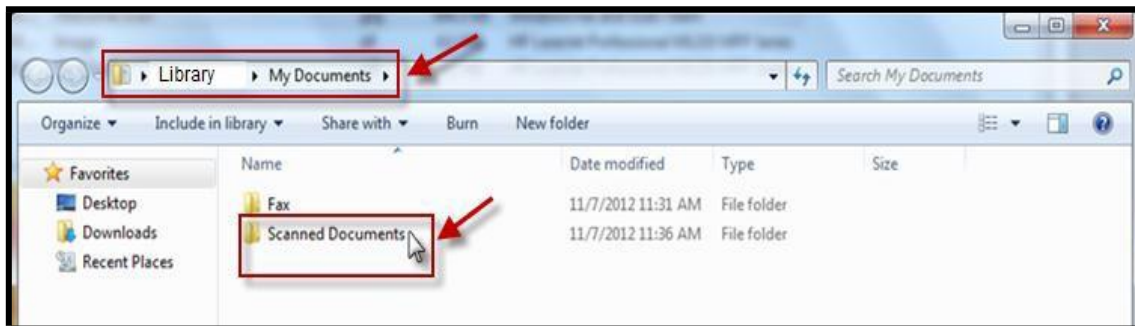 Library My Documents
Search My Documents
Organize Include in library Share with Burn New folder
Favorites
Desktop
Downloads
Recent Places
Name Date modified Type Size
Fax 11/7/2012 11:31 AM File folder
Scanned Documents 11/7/2012 11:36 AM File folder